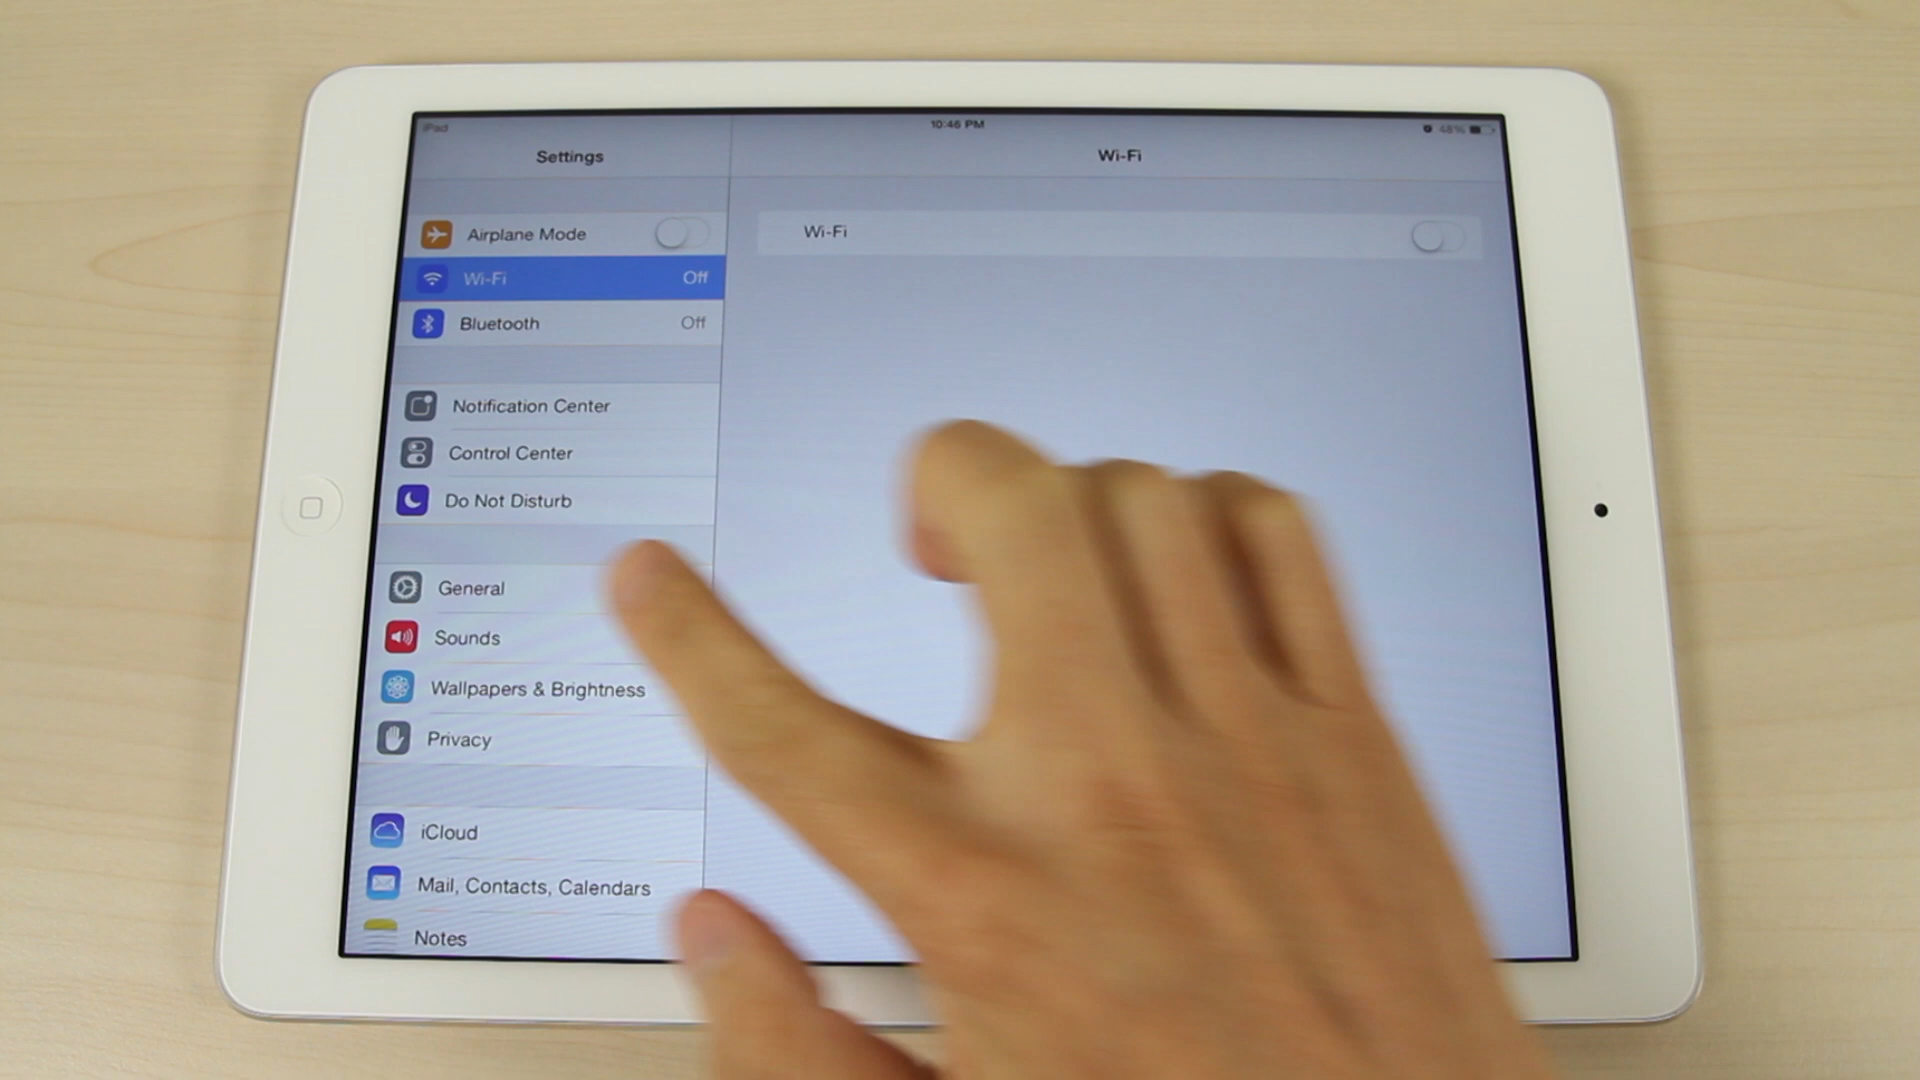 iPad
10:46 PM
48%
Settings
Wi-Fi
Airplane Mode
Wi-Fi
Off
Bluetooth
Off
Notification Center
Control Center
Do Not Disturb
General
Sounds
Wallpapers & Brightness
Privacy
iCloud
Mail, Contacts, Calendars
Notes
Wi-Fi